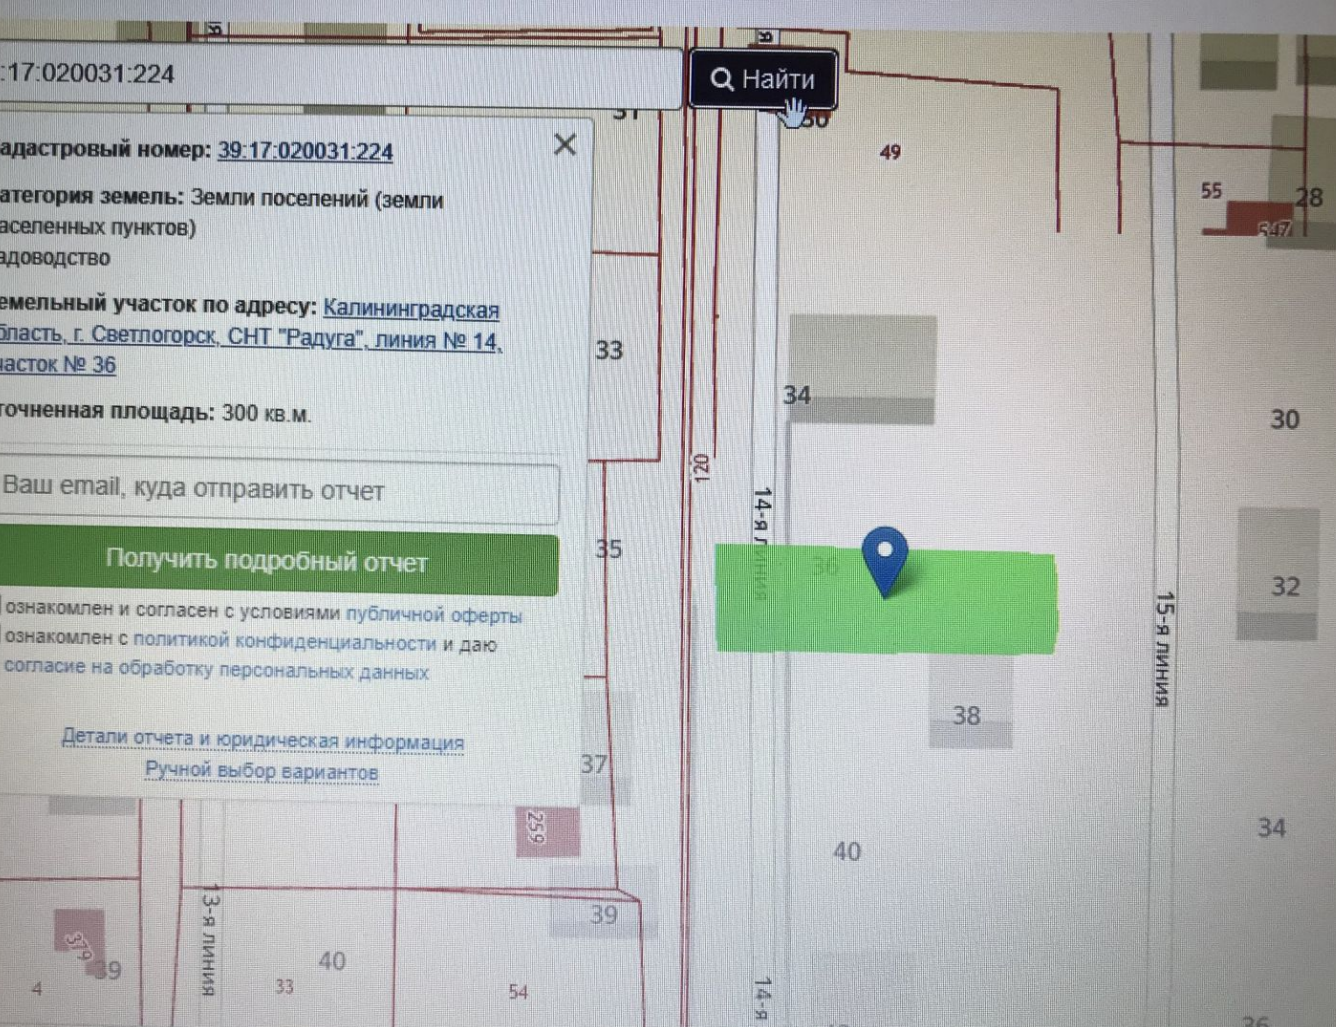 :17:020031:224
Найти
адастровый номер: 39:17:020031:224
атегория земель: Земли поселений (земли
аселенных пунктов)
адоводство
емельный участок по адресу: Калининградская
бласть, г. Светлогорск, СНТ "Радуга", линия № 14,
часток № 36
точненная площадь: 300 кв.м.
Ваш email, куда отправить отчет
Получить подробный отчет
ознакомлен и согласен с условиями публичной оферты
ознакомлен с политикой конфиденциальности и даю
согласие на обработку персональных данных
Детали отчета и юридическая информация
Ручной выбор вариантов
я
я
49
55
28
547
33
34
30
120
14-я линия
35
36
32
15-я линия
38
37
259
34
40
13-я линия
39
379
39
40
4
33
54
14-я